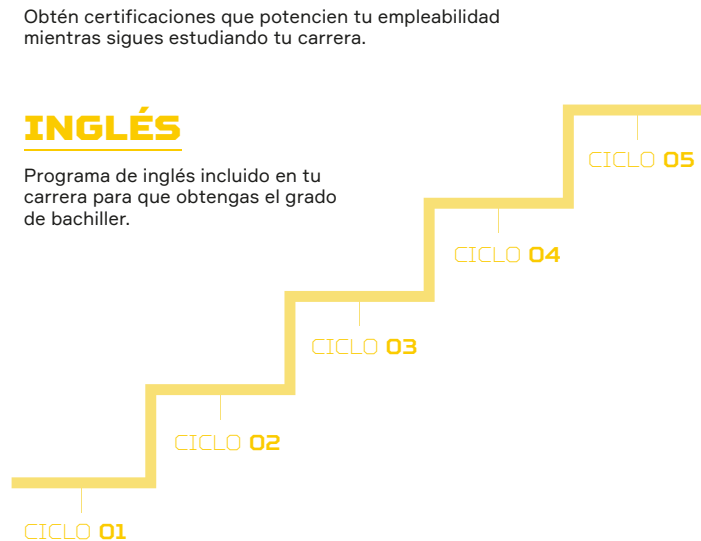 Obtén certificaciones que potencien tu empleabilidad
mientras sigues estudiando tu carrera.
INGLÉS
Programa de inglés incluido en tu
carrera para que obtengas el grado
de bachiller.
CICLO 01
CICLO 02
CICLO 03
CICLO 04
CICLO 05